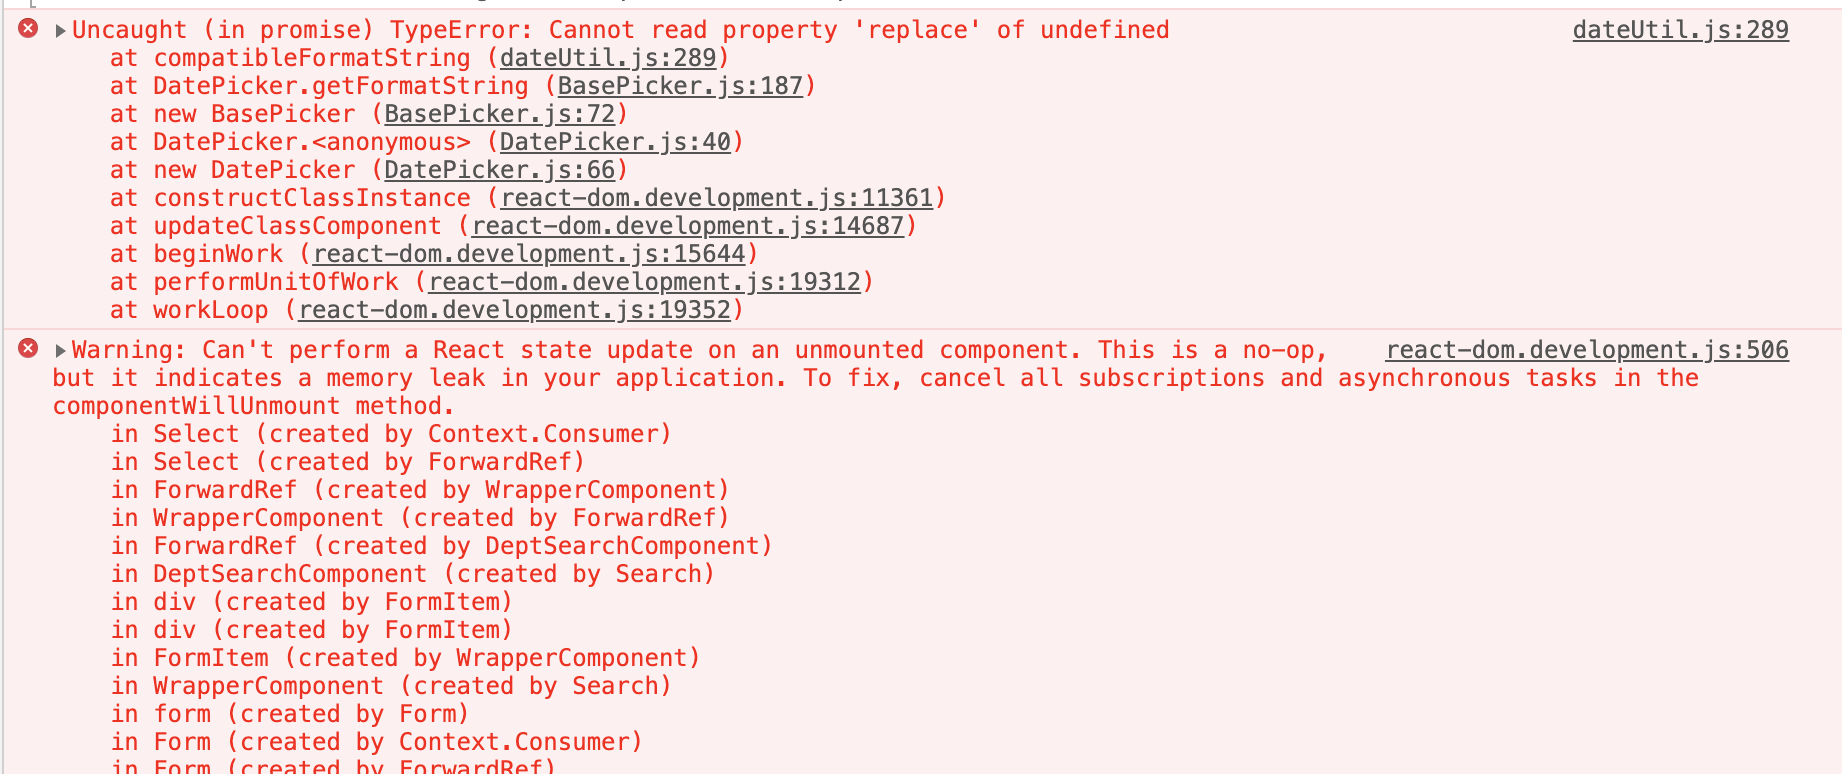 Uncaught (in promise) TypeError: Cannot read property 'replace' of undefined dateUtil.js:289
at compatibleFormatString (dateUtil.js:289)
at DatePicker.getFormatString (BasePicker.js:187)
at new BasePicker (BasePicker.js:72)
at DatePicker.<anonymous> (DatePicker.js:40)
at new DatePicker (DatePicker.js:66)
at constructClassInstance (react-dom.development.js:11361)
at updateClassComponent (react-dom.development.js:14687)
at beginWork (react-dom.development.js:15644)
at performUnitOfWork (react-dom.development.js:19312)
at workLoop (react-dom.development.js:19352)
Warning: Can't perform a React state update on an unmounted component. This is a no-op, react-dom.development.js:506
but it indicates a memory leak in your application. To fix, cancel all subscriptions and asynchronous tasks in the
componentWillUnmount method.
in Select (created by Context.Consumer)
in Select (created by ForwardRef)
in ForwardRef (created by WrapperComponent)
in WrapperComponent (created by ForwardRef)
in ForwardRef (created by DeptSearchComponent)
in DeptSearchComponent (created by Search)
in div (created by FormItem)
in div (created by FormItem)
in FormItem (created by WrapperComponent)
in WrapperComponent (created by Search)
in form (created by Form)
in Form (created by Context.Consumer)
in Form (created by ForwardRef)